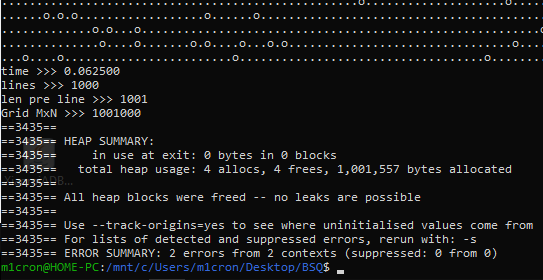 time >>> 0.062500
lines >>> 1000
len pre line >>> 1001
Grid MxN >>> 1001000
==3435==
==3435== HEAP SUMMARY:
==3435==     in use at exit: 0 bytes in 0 blocks
==3435==   total heap usage: 4 allocs, 4 frees, 1,001,557 bytes allocated
==3435==
==3435== All heap blocks were freed -- no leaks are possible
==3435==
==3435== Use --track-origins=yes to see where uninitialised values come from
==3435== For lists of detected and suppressed errors, rerun with: -s
==3435== ERROR SUMMARY: 2 errors from 2 contexts (suppressed: 0 from 0)
m1cron@HOME-PC:/mnt/c/Users/m1cron/Desktop/BSQ$